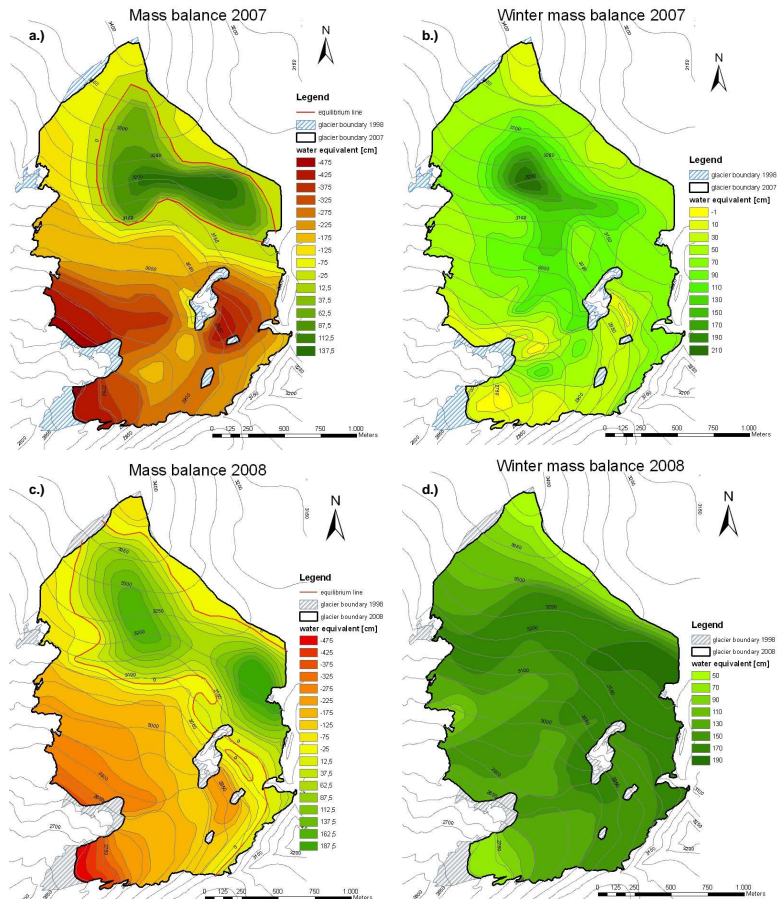 Mass balance 2007
Winter mass balance 2007
a.)
b.)
N
N
Legend
equilibrium line
glacier boundary 1998
glacier boundary 2007
water equivalent [cm]
-475
-425
-375
-325
-275
-225
-175
-125
-75
-25
12,5
37,5
62,5
87,5
112,5
137,5
0 125 250 500 750 1 000
Meters
Legend
glacier boundary 1998
glacier boundary 2007
water equivalent [cm]
-1
10
30
50
70
90
110
130
150
170
190
210
0 125 250 500 750 1 000
Meters
Mass balance 2008
Winter mass balance 2008
c.)
d.)
N
N
Legend
equilibrium line
glacier boundary 1998
glacier boundary 2008
water equivalent [cm]
-475
-425
-375
-325
-275
-225
-175
-125
-75
-25
12,5
37,5
62,5
87,5
112,5
137,5
162,5
187,5
0 125 250 500 750 1 000
Meters
Legend
glacier boundary 1998
glacier boundary 2008
water equivalent [cm]
50
70
90
110
130
150
170
190
0 125 250 500 750 1 000
Meters